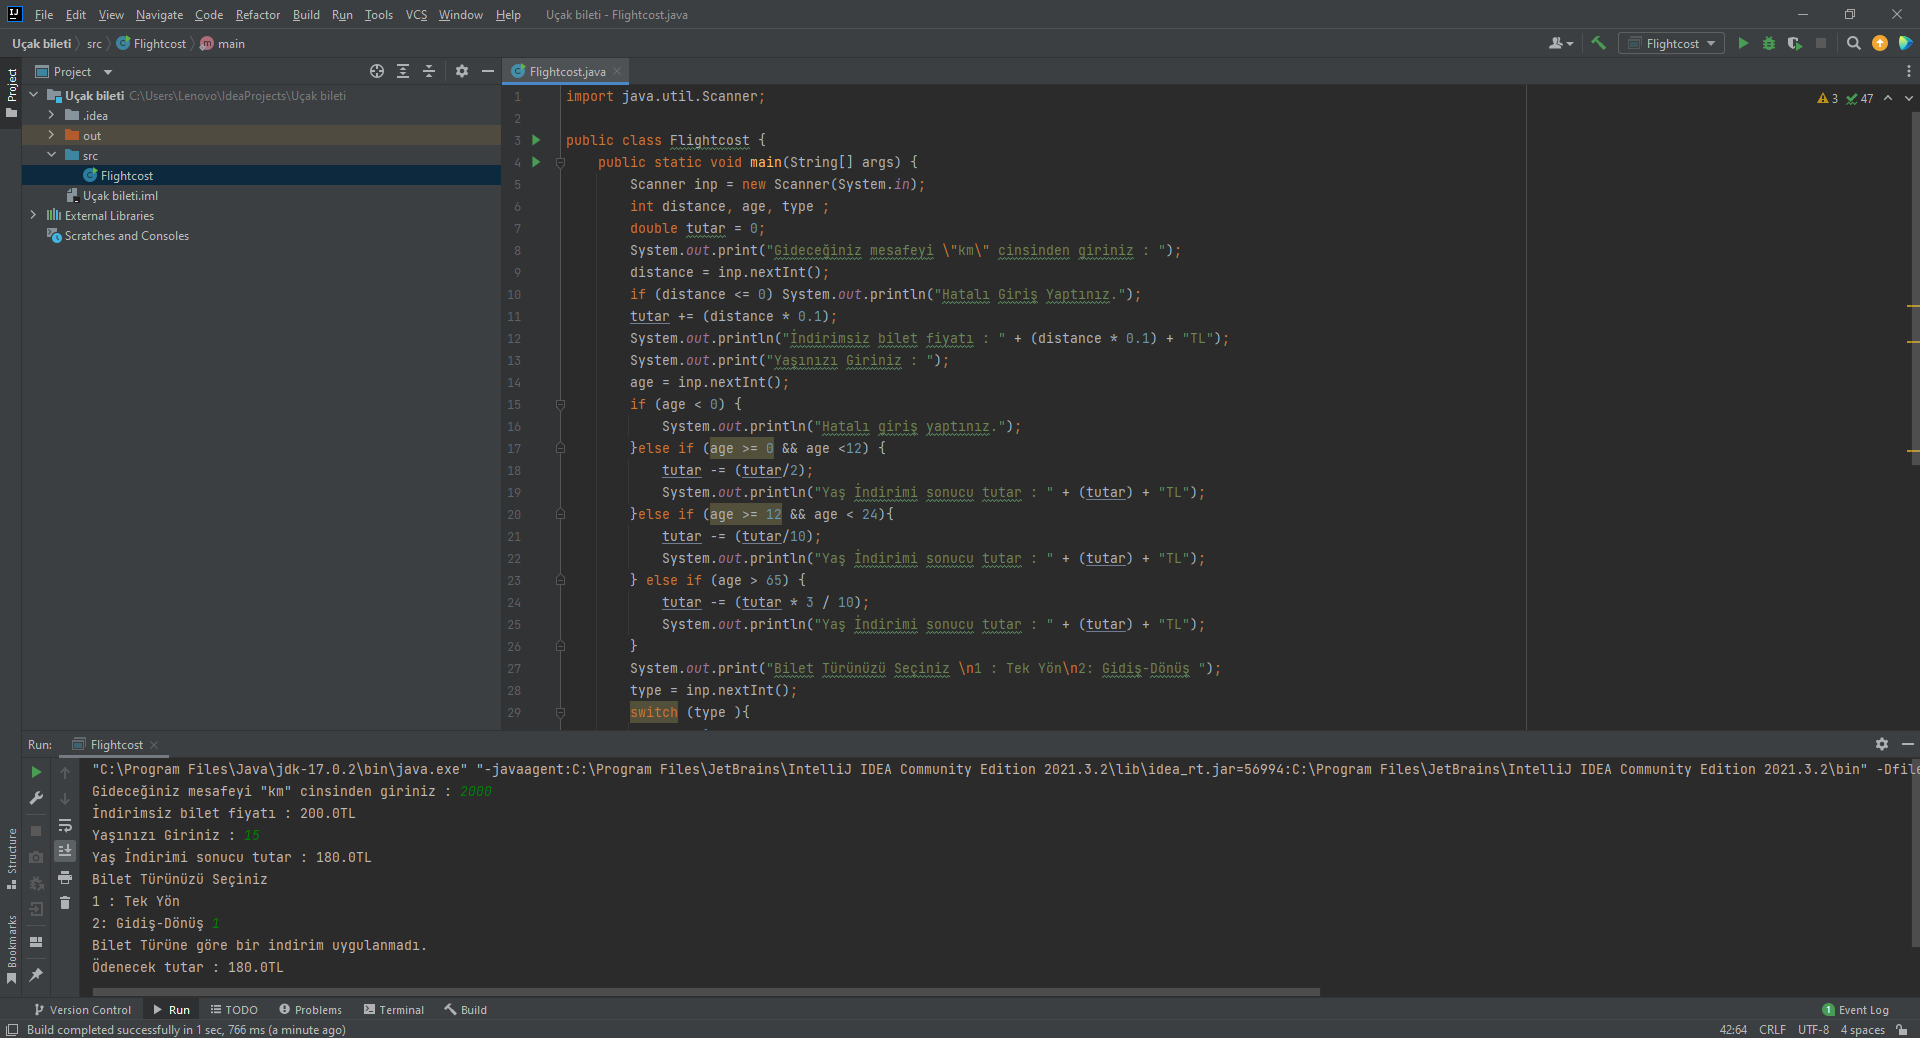 File Edit View Navigate Code Refactor Build Run Tools VCS Window Help Uçak bileti - Flightcost.java
Uçak bileti src Flightcost main Flightcost
Project
Flightcost.java
Uçak bileti C:\Users\Lenovo\IdeaProjects\Uçak bileti
.idea
out
src
Flightcost
Uçak bileti.iml
External Libraries
Scratches and Consoles
Project
Structure
Bookmarks
3 47
1 import java.util.Scanner;
2
3 public class Flightcost {
4 public static void main(String[] args) {
5 Scanner inp = new Scanner(System.in);
6 int distance, age, type ;
7 double tutar = 0;
8 System.out.print("Gideceğiniz mesafeyi \"km\" cinsinden giriniz : ");
9 distance = inp.nextInt();
10 if (distance <= 0) System.out.println("Hatalı Giriş Yaptınız.");
11 tutar += (distance * 0.1);
12 System.out.println("İndirimsiz bilet fiyatı : " + (distance * 0.1) + "TL");
13 System.out.print("Yaşınızı Giriniz : ");
14 age = inp.nextInt();
15 if (age < 0) {
16 System.out.println("Hatalı giriş yaptınız.");
17 }else if (age >= 0 && age <12) {
18 tutar -= (tutar/2);
19 System.out.println("Yaş İndirimi sonucu tutar : " + (tutar) + "TL");
20 }else if (age >= 12 && age < 24){
21 tutar -= (tutar/10);
22 System.out.println("Yaş İndirimi sonucu tutar : " + (tutar) + "TL");
23 } else if (age > 65) {
24 tutar -= (tutar * 3 / 10);
25 System.out.println("Yaş İndirimi sonucu tutar : " + (tutar) + "TL");
26 }
27 System.out.print("Bilet Türünüzü Seçiniz \n1 : Tek Yön\n2: Gidiş-Dönüş ");
28 type = inp.nextInt();
29 switch (type ){
Run: Flightcost
"C:\Program Files\Java\jdk-17.0.2\bin\java.exe" "-javaagent:C:\Program Files\JetBrains\IntelliJ IDEA Community Edition 2021.3.2\lib\idea_rt.jar=56994:C:\Program Files\JetBrains\IntelliJ IDEA Community Edition 2021.3.2\bin" -Dfile
Gideceğiniz mesafeyi "km" cinsinden giriniz : 2000
İndirimsiz bilet fiyatı : 200.0TL
Yaşınızı Giriniz : 15
Yaş İndirimi sonucu tutar : 180.0TL
Bilet Türünüzü Seçiniz
1 : Tek Yön
2: Gidiş-Dönüş 1
Bilet Türüne göre bir indirim uygulanmadı.
Ödenecek tutar : 180.0TL
Version Control Run TODO Problems Terminal Build 1 Event Log
Build completed successfully in 1 sec, 766 ms (a minute ago) 42:64 CRLF UTF-8 4 spaces